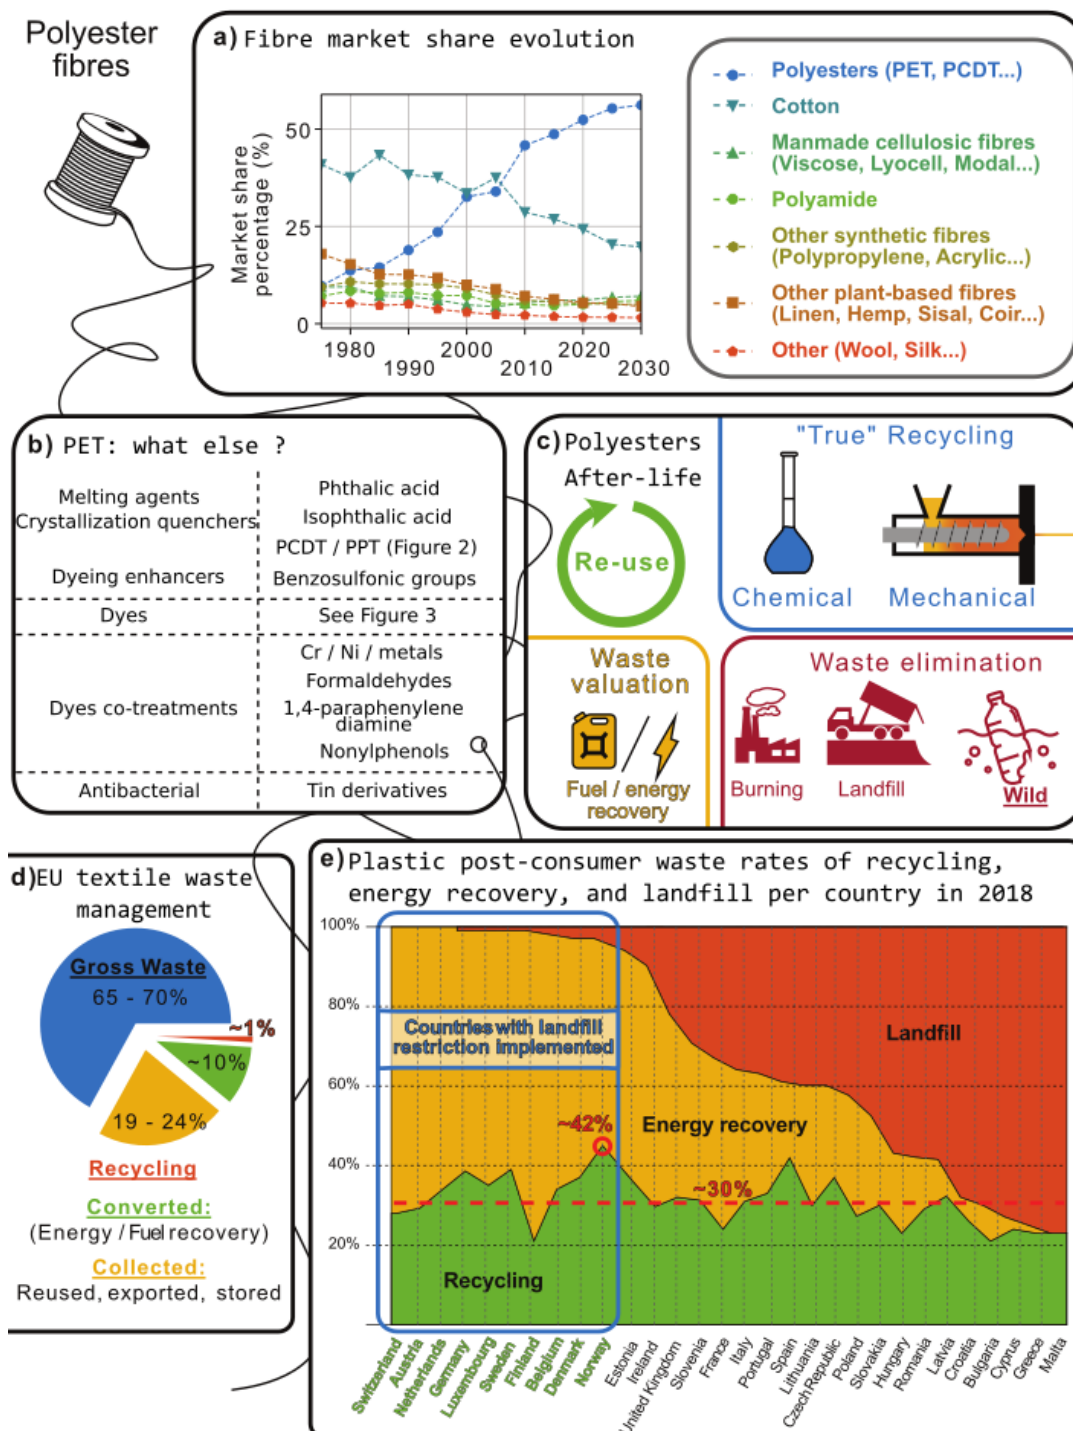 Polyester
fibres
a) Fibre market share evolution
Market share
percentage (%)
50
25
0
1980
2000
2020
1990
2010
2030
Polyesters (PET, PCDT...)
Cotton
Manmade cellulosic fibres
(Viscose, Lyocell, Modal...)
Polyamide
Other synthetic fibres
(Polypropylene, Acrylic...)
Other plant-based fibres
(Linen, Hemp, Sisal, Coir...)
Other (Wool, Silk...)
b) PET: what else ?
Melting agents
Crystallization quenchers
Phthalic acid
Isophthalic acid
PCDT / PPT (Figure 2)
Dyeing enhancers
Benzosulfonic groups
Dyes
See Figure 3
Dyes co-treatments
Cr / Ni / metals
Formaldehydes
1,4-paraphenylene
diamine
Nonylphenols
Antibacterial
Tin derivatives
c) Polyesters
After-life
Re-use
"True" Recycling
Chemical
Mechanical
Waste
valuation
Fuel / energy
recovery
Waste elimination
Burning
Landfill
Wild
d) EU textile waste
management
Gross Waste
65 - 70%
~1%
~10%
19 - 24%
Recycling
Converted:
(Energy / Fuel recovery)
Collected:
Reused, exported, stored
e) Plastic post-consumer waste rates of recycling,
energy recovery, and landfill per country in 2018
100%
80%
60%
40%
20%
Countries with landfill
restriction implemented
Landfill
Energy recovery
~42%
~30%
Recycling
Switzerland
Austria
Netherlands
Germany
Luxembourg
Sweden
Finland
Belgium
Denmark
Norway
Estonia
Ireland
United Kingdom
Slovenia
France
Italy
Portugal
Spain
Lithuania
Czech Republic
Poland
Slovakia
Hungary
Romania
Latvia
Croatia
Bulgaria
Cyprus
Greece
Malta